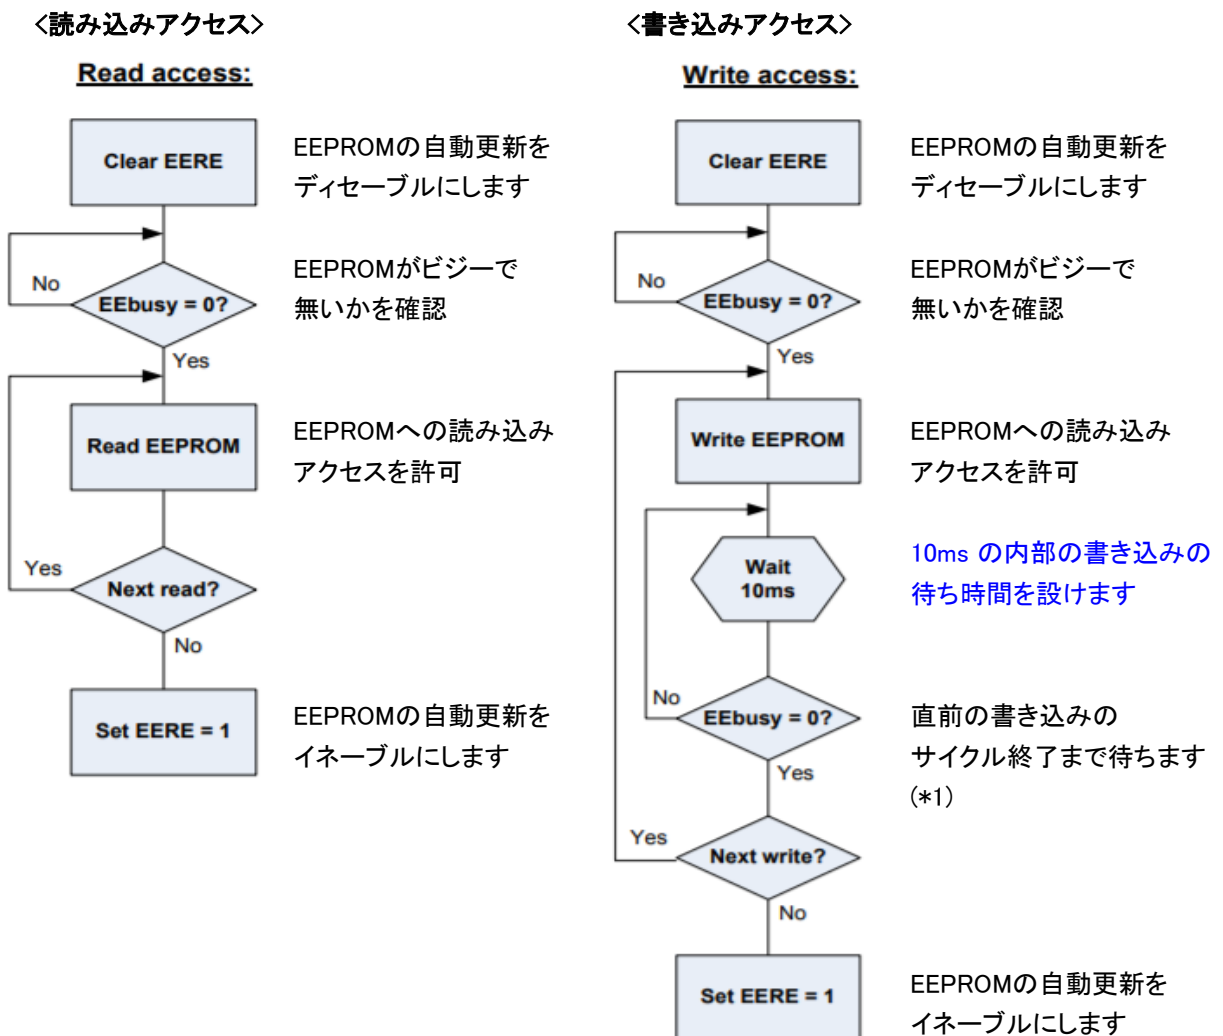 <読み込みアクセス>
Read access:
Clear EERE
EEPROMの自動更新を
ディセーブルにします
No
EEbusy = 0?
EEPROMがビジーで
無いかを確認
Yes
Read EEPROM
EEPROMへの読み込み
アクセスを許可
Yes
Next read?
No
Set EERE = 1
EEPROMの自動更新を
イネーブルにします
<書き込みアクセス>
Write access:
Clear EERE
EEPROMの自動更新を
ディセーブルにします
No
EEbusy = 0?
EEPROMがビジーで
無いかを確認
Yes
Write EEPROM
EEPROMへの読み込み
アクセスを許可
Wait
10ms
10ms の内部の書き込みの
待ち時間を設けます
No
EEbusy = 0?
直前の書き込みの
サイクル終了まで待ちます
(*1)
Yes
Yes
Next write?
No
Set EERE = 1
EEPROMの自動更新を
イネーブルにします